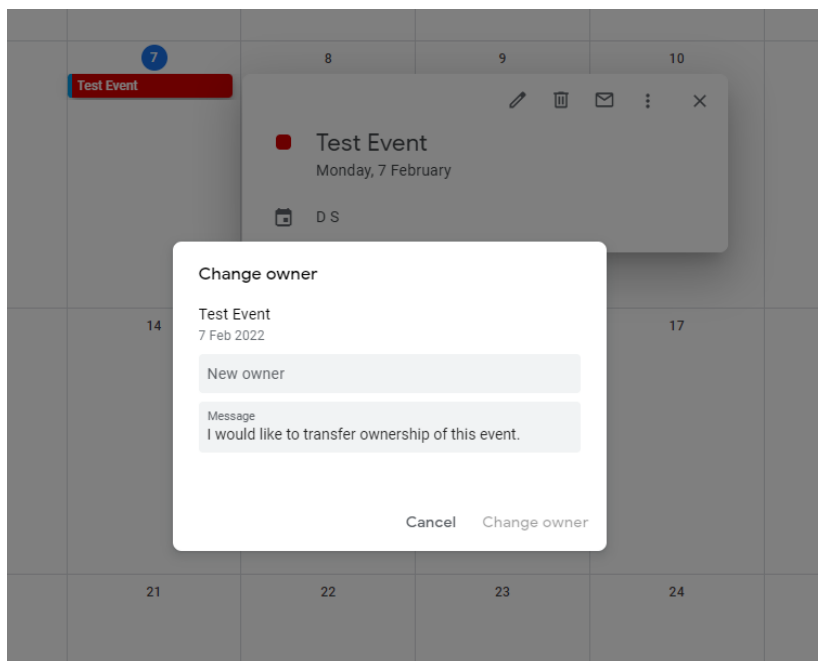 7
8
9
10
Test Event
Test Event
Monday, 7 February
D S
Change owner
Test Event
7 Feb 2022
New owner
Message
I would like to transfer ownership of this event.
Cancel
Change owner
14
17
21
22
23
24